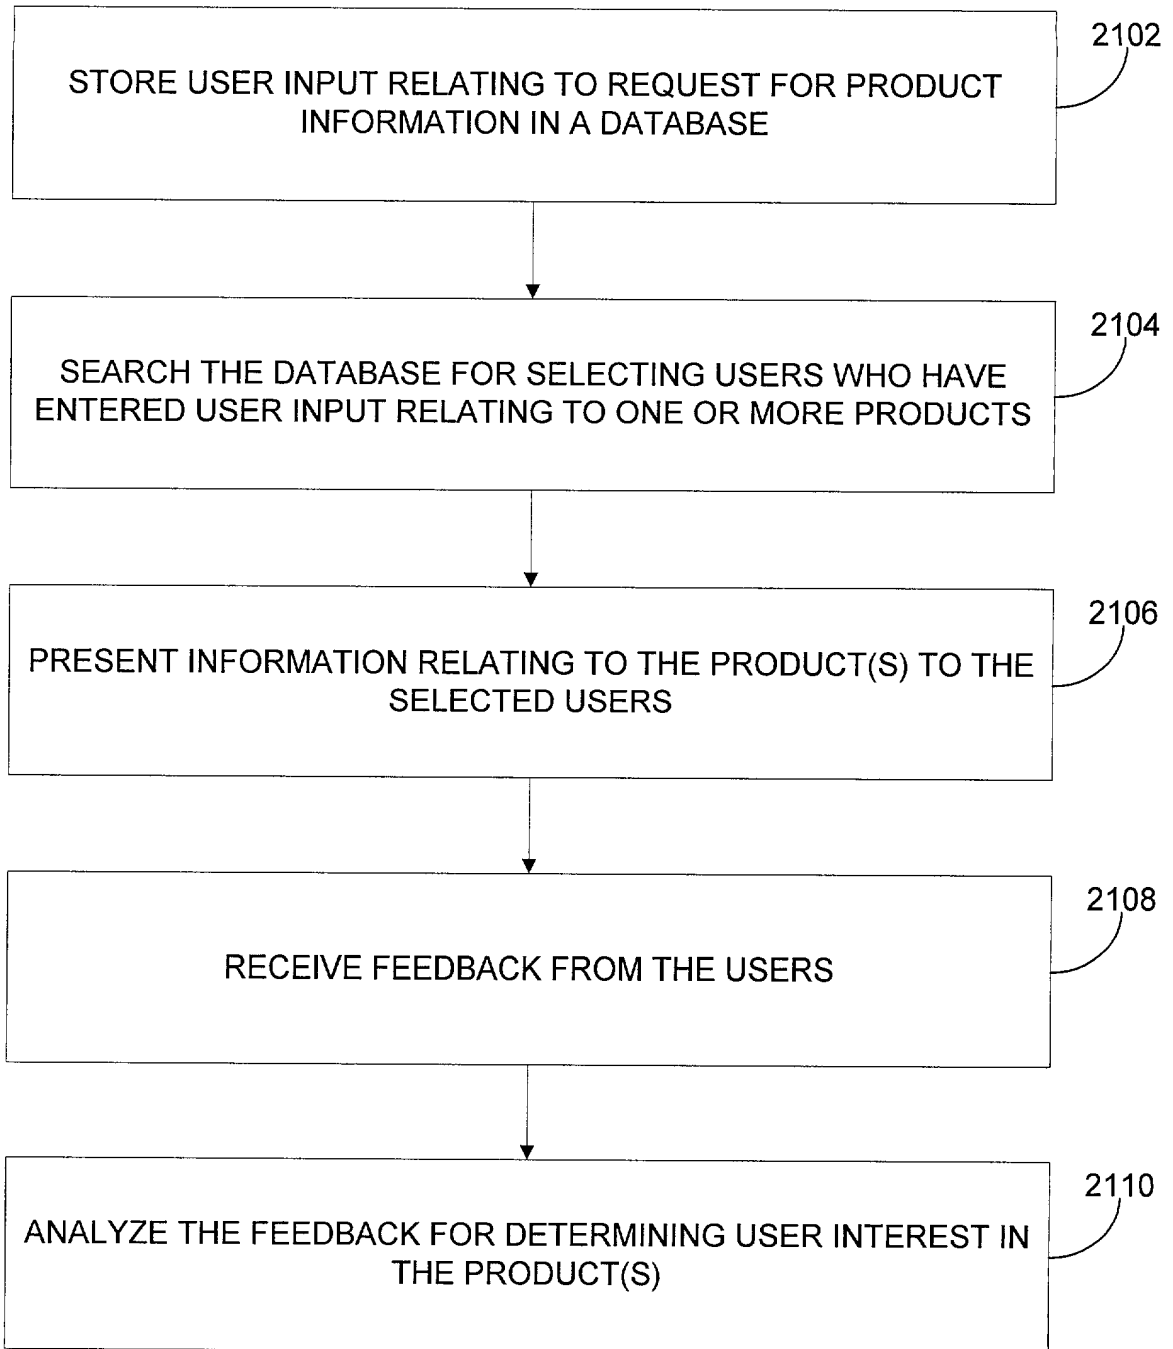 2102
STORE USER INPUT RELATING TO REQUEST FOR PRODUCT
INFORMATION IN A DATABASE
2104
SEARCH THE DATABASE FOR SELECTING USERS WHO HAVE
ENTERED USER INPUT RELATING TO ONE OR MORE PRODUCTS
2106
PRESENT INFORMATION RELATING TO THE PRODUCT(S) TO THE
SELECTED USERS
2108
RECEIVE FEEDBACK FROM THE USERS
2110
ANALYZE THE FEEDBACK FOR DETERMINING USER INTEREST IN
THE PRODUCT(S)